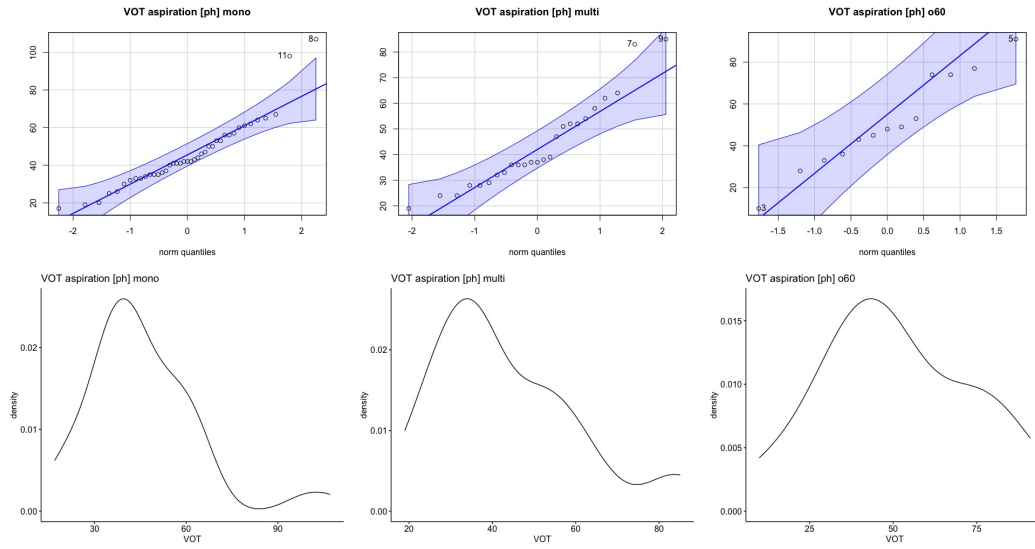 VOT aspiration [ph] mono
VOT aspiration [ph] multi
VOT aspiration [ph] o60
20 40 60 80 100
8
11
-2 -1 0 1 2
norm quantiles
20 30 40 50 60 70 80
7
9
-2 -1 0 1 2
norm quantiles
20 40 60 80
5
3
-1.5 -1.0 -0.5 0.0 0.5 1.0 1.5
norm quantiles
VOT aspiration [ph] mono
density
0.02
0.01
0.00
30 60 90
VOT
VOT aspiration [ph] multi
density
0.02
0.01
0.00
20 40 60 80
VOT
VOT aspiration [ph] o60
density
0.015
0.010
0.005
0.000
25 50 75
VOT